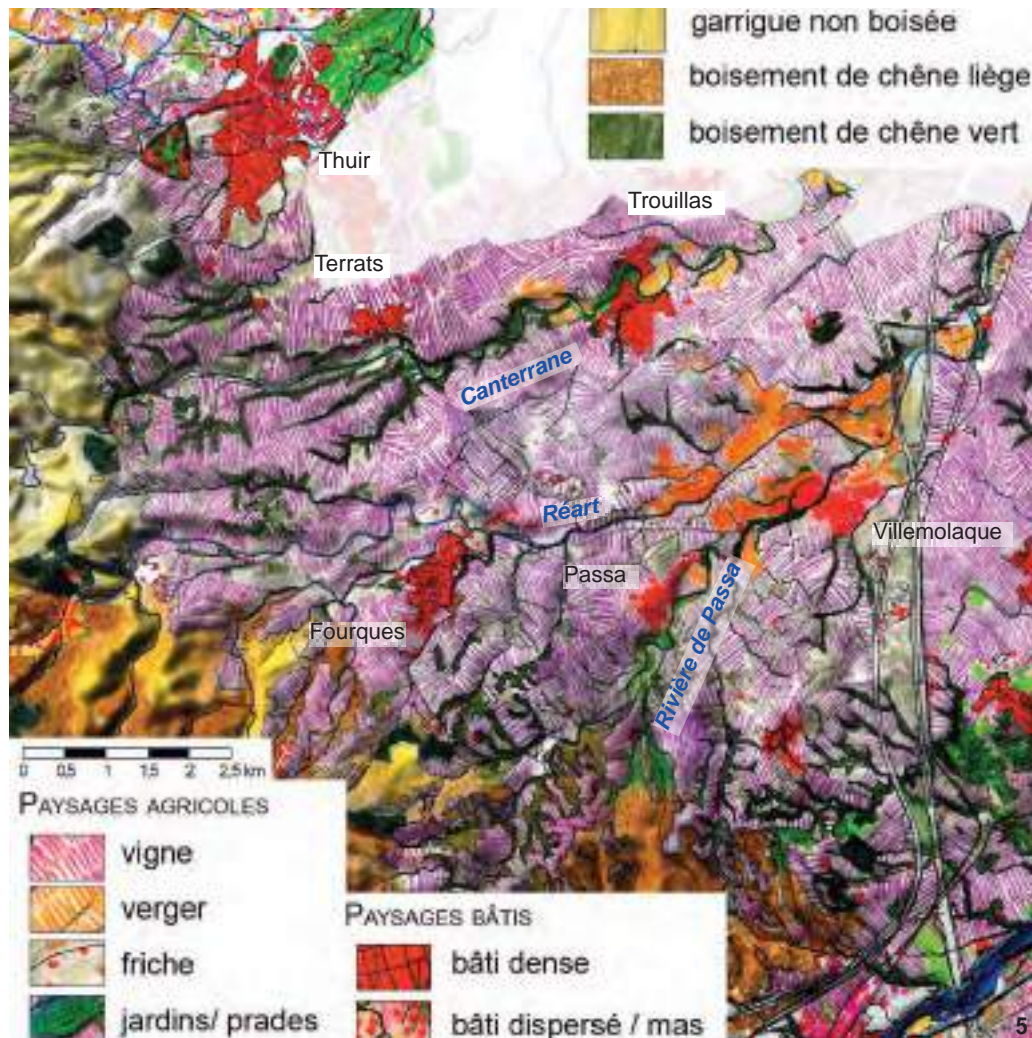 garrigue non boisée
boisement de chêne liège
boisement de chêne vert
Thuir
Trouillas
Terrats
Canterrane
Réart
Villemolaque
Passa
Fourques
Rivière de Passa
0 0,5 1 1,5 2 2,5 km
PAYSAGES AGRICOLES
vigne
verger
friche
jardins/ prades
PAYSAGES BÂTIS
bâti dense
bâti dispersé / mas
5